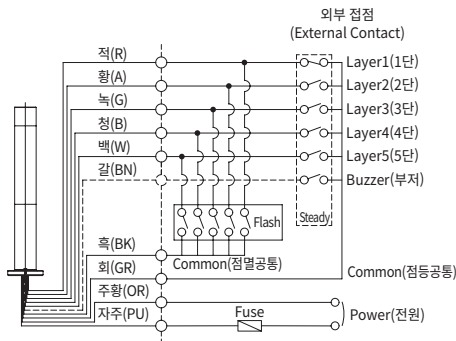 외부 접점
(External Contact)
적(R)
Layer1(1단)
황(A)
Layer2(2단)
녹(G)
Layer3(3단)
청(B)
Layer4(4단)
백(W)
Layer5(5단)
갈(BN)
Buzzer(부저)
Flash
Steady
흑(BK)
Common(점멸공통)
회(GR)
Common(점등공통)
주황(OR)
자주(PU)
Fuse
Power(전원)